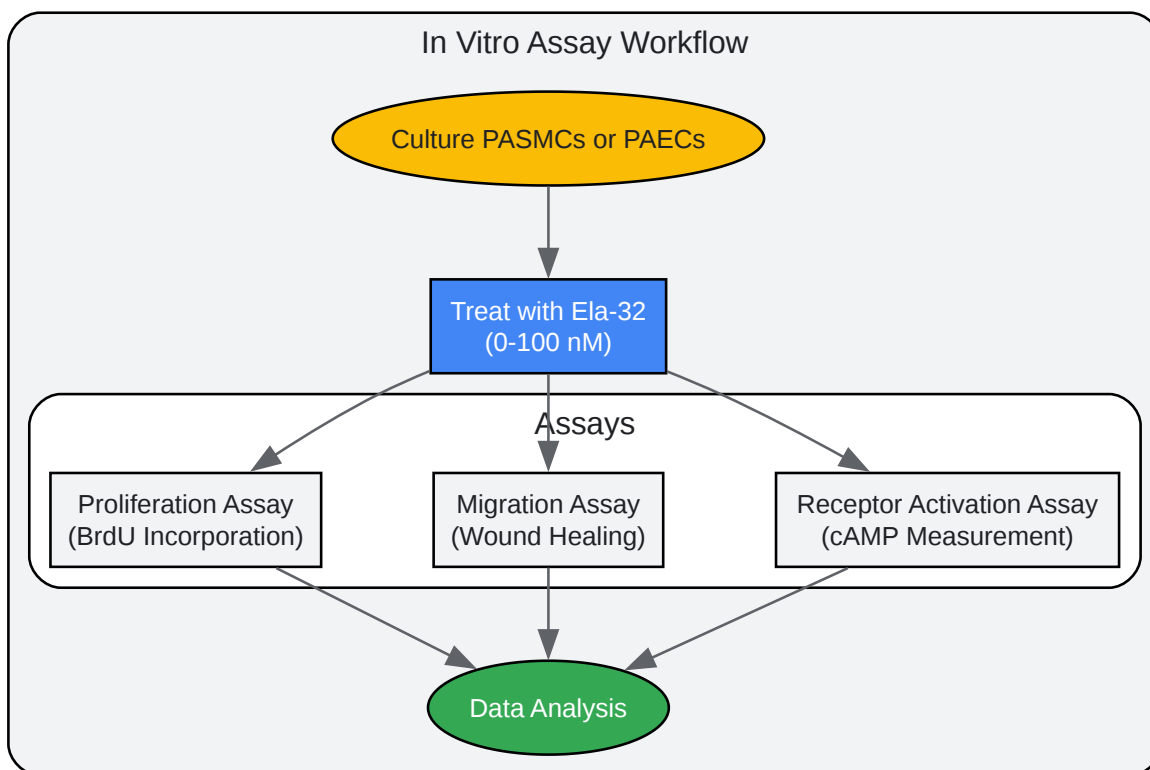 In Vitro Assay Workflow
Culture PASMCs or PAECs
Treat with Ela-32
(0-100 nM)
Assays
Proliferation Assay
(BrdU Incorporation)
Migration Assay
(Wound Healing)
Receptor Activation Assay
(cAMP Measurement)
Data Analysis